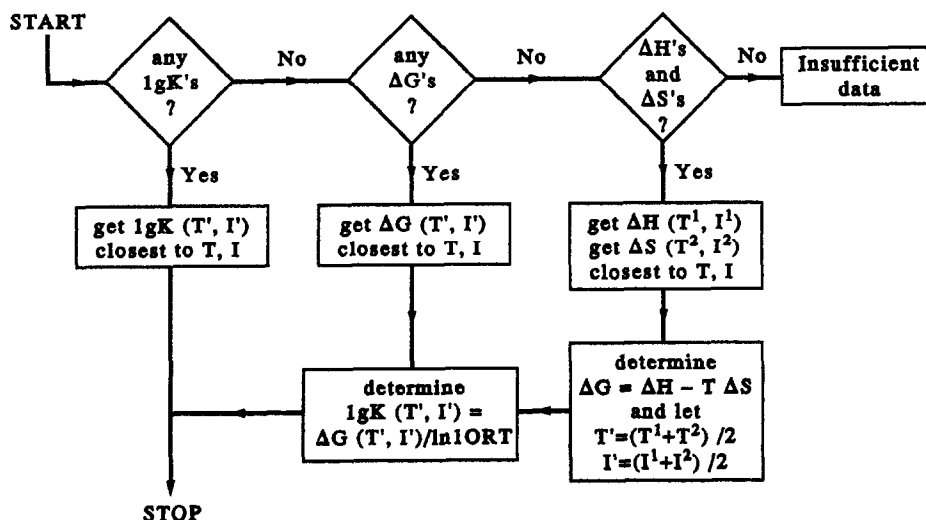 START
any
1gK's
?
No
any
ΔG's
?
No
ΔH's
and
ΔS's
?
No
Insufficient
data
Yes
Yes
Yes
get 1gK (T', I')
closest to T, I
get ΔG (T', I')
closest to T, I
get ΔH (T¹, I¹)
get ΔS (T², I²)
closest to T, I
determine
1gK (T', I') =
ΔG (T', I')/ln1ORT
determine
ΔG = ΔH – T ΔS
and let
T'=(T¹+T²) /2
I'=(I¹+I²) /2
STOP